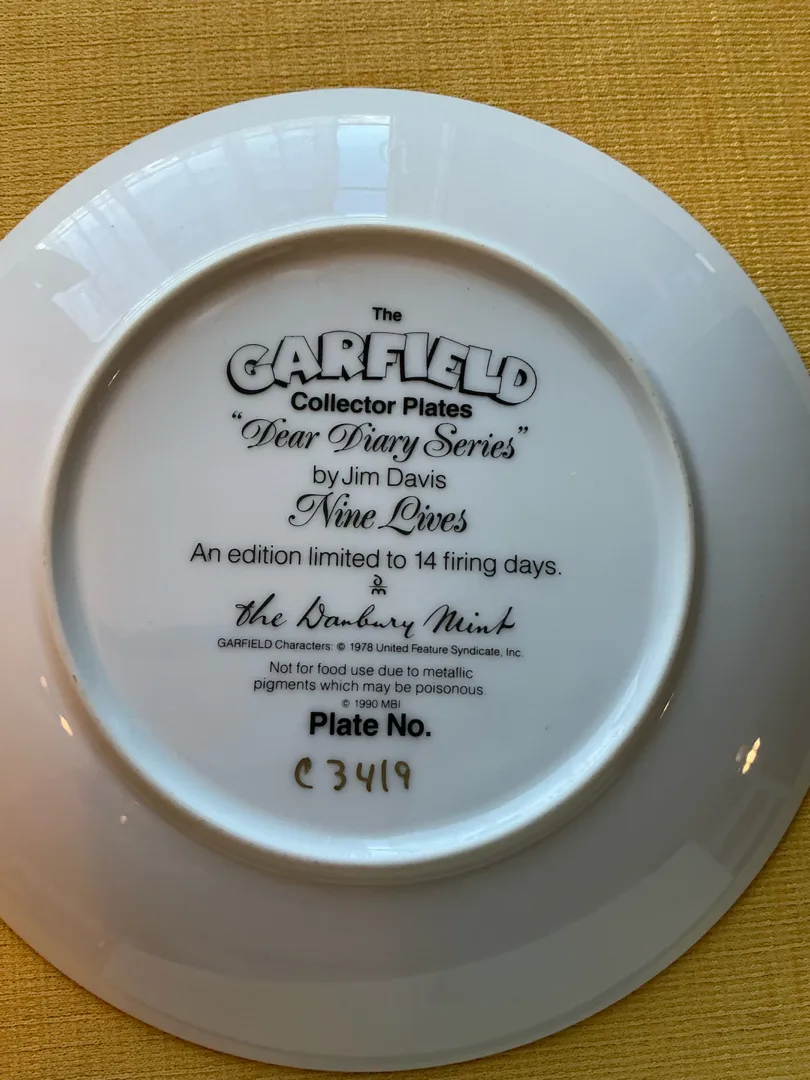 The
GARFIELD
Collector Plates
“Dear Diary Series”
by Jim Davis
Nine Lives
An edition limited to 14 firing days.
the Danbury Mint
GARFIELD Characters: © 1978 United Feature Syndicate, Inc.
Not for food use due to metallic
pigments which may be poisonous.
© 1990 MBI
Plate No.
C3419